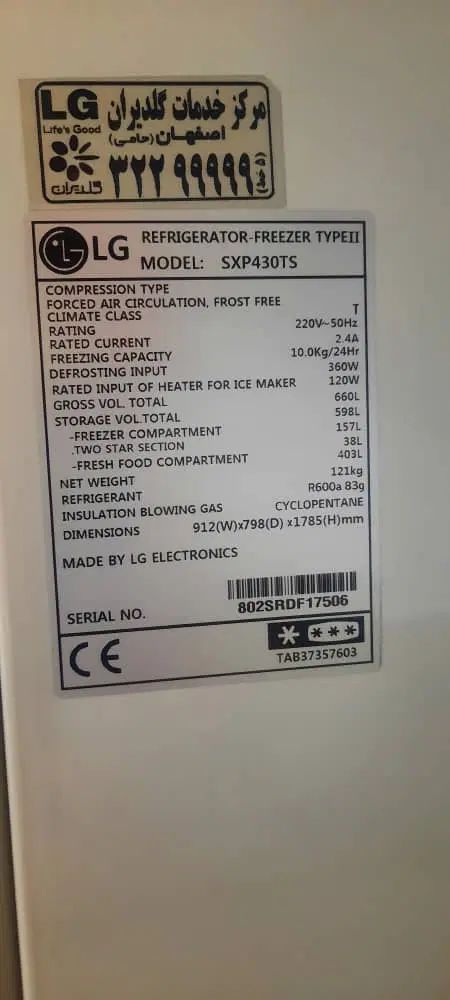 LG مرکز خدمات گلدیران
Life's Good اصفهان (حامی)
گلدیران ۳۲۲ ۹۹۹۹۹ (۵ خط)
LG REFRIGERATOR-FREEZER TYPEII
MODEL: SXP430TS
COMPRESSION TYPE
FORCED AIR CIRCULATION, FROST FREE
CLIMATE CLASS T
RATING 220V~50Hz
RATED CURRENT 2.4A
FREEZING CAPACITY 10.0Kg/24Hr
DEFROSTING INPUT 360W
RATED INPUT OF HEATER FOR ICE MAKER 120W
GROSS VOL. TOTAL 660L
STORAGE VOL.TOTAL 598L
-FREEZER COMPARTMENT 157L
.TWO STAR SECTION 38L
-FRESH FOOD COMPARTMENT 403L
NET WEIGHT 121kg
REFRIGERANT R600a 83g
INSULATION BLOWING GAS CYCLOPENTANE
DIMENSIONS 912(W)x798(D) x1785(H)mm
MADE BY LG ELECTRONICS
SERIAL NO. 802SRDF17506
CE
TAB37357603